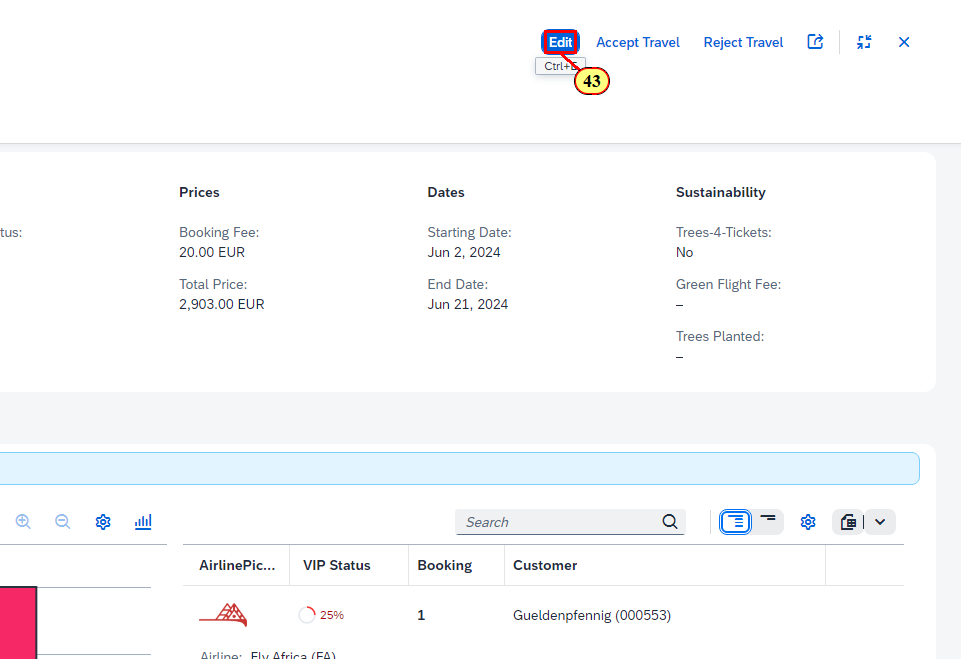 Edit Accept Travel Reject Travel
Ctrl+E
43
Prices Dates Sustainability
tus: Booking Fee: Starting Date: Trees-4-Tickets:
20.00 EUR Jun 2, 2024 No
Total Price: End Date: Green Flight Fee:
2,903.00 EUR Jun 21, 2024 –
Trees Planted:
–
Search
AirlinePic... VIP Status Booking Customer
25% 1 Gueldenpfennig (000553)
Airline: Fly Africa (FA)